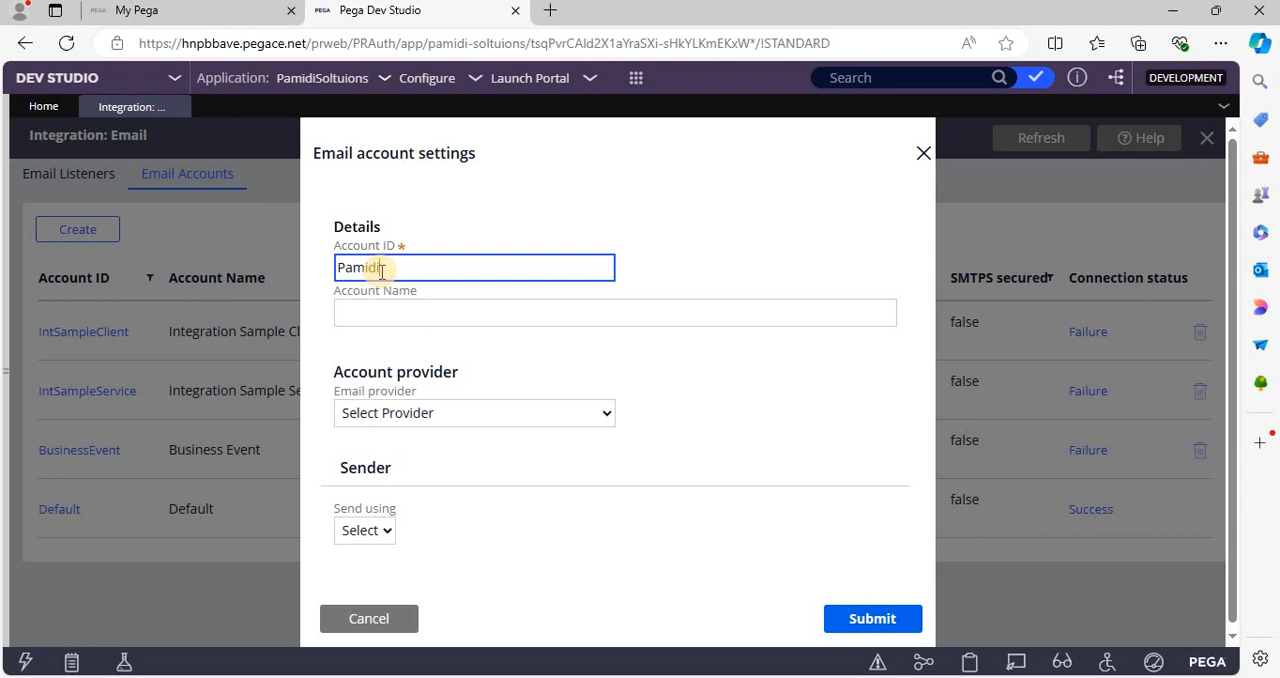 PEGA My Pega
PEGA Pega Dev Studio
https://hnpbbave.pegace.net/prweb/PRAuth/app/pamidi-soltuions/tsqPvrCAld2X1aYraSXi-sHkYLKmEKxW*/!STANDARD
DEV STUDIO Application: PamidiSoltuions Configure Launch Portal Search DEVELOPMENT
Home Integration: ...
Integration: Email Refresh Help
Email account settings
Email Listeners Email Accounts
Create
Details
Account ID *
Pamidi
Account Name
Account ID Account Name SMTPS secured Connection status
IntSampleClient Integration Sample Cl false Failure
IntSampleService Integration Sample Se false Failure
BusinessEvent Business Event false Failure
Default Default false Success
Account provider
Email provider
Select Provider
Sender
Send using
Select
Cancel Submit
PEGA